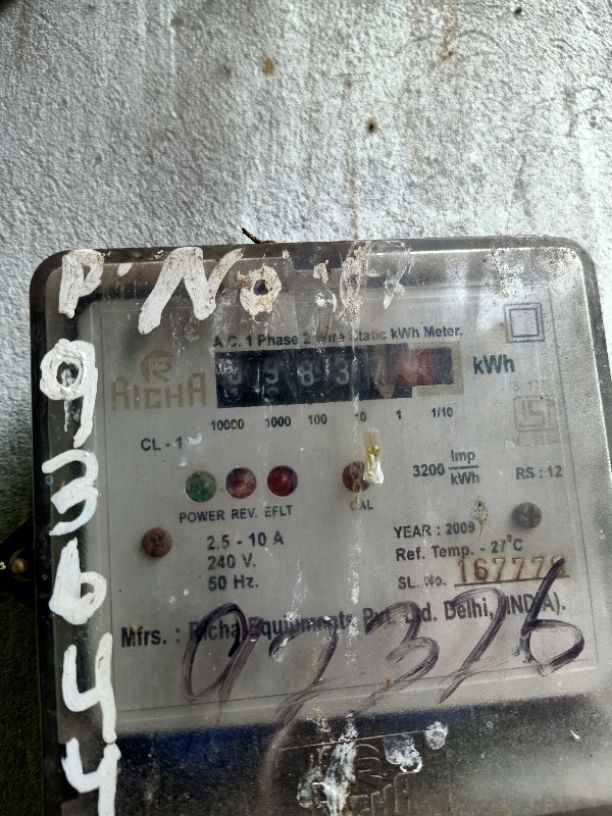 P. No.
A.C. 1 Phase 2 Wire Static kWh Meter.
RICHA
kWh
10000 1000 100 10 1 1/10
CL - 1
3200 Imp/kWh
RS : 12
POWER REV. EFLT CAL
2.5 - 10 A
240 V.
50 Hz.
YEAR : 2009
Ref. Temp. - 27°C
SL. No.
Mfrs. : Richa Equipments Pvt. Ltd. Delhi, (INDIA).
92326
9
3
6
4
4